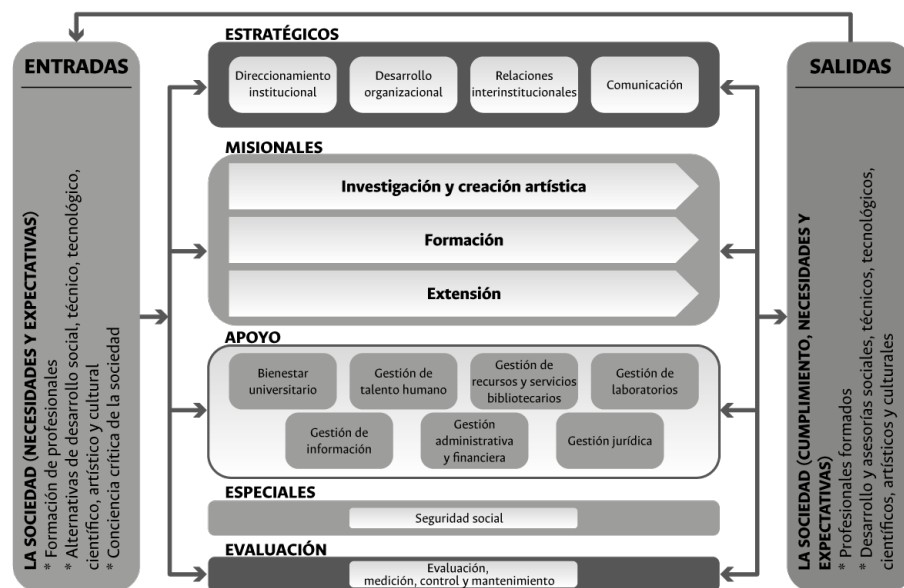 ENTRADAS
LA SOCIEDAD (NECESIDADES Y EXPECTATIVAS)
* Formación de profesionales
* Alternativas de desarrollo social, técnico, tecnológico,
científico, artístico y cultural
* Conciencia crítica de la sociedad
ESTRATÉGICOS
Direccionamiento
institucional
Desarrollo
organizacional
Relaciones
interinstitucionales
Comunicación
MISIONALES
Investigación y creación artística
Formación
Extensión
APOYO
Bienestar
universitario
Gestión de
talento humano
Gestión de
recursos y servicios
bibliotecarios
Gestión de
laboratorios
Gestión de
información
Gestión
administrativa
y financiera
Gestión jurídica
ESPECIALES
Seguridad social
EVALUACIÓN
Evaluación,
medición, control y mantenimiento
SALIDAS
LA SOCIEDAD (CUMPLIMIENTO, NECESIDADES Y
EXPECTATIVAS)
* Profesionales formados
* Desarrollo y asesorías sociales, técnicos, tecnológicos,
científicos, artísticos y culturales